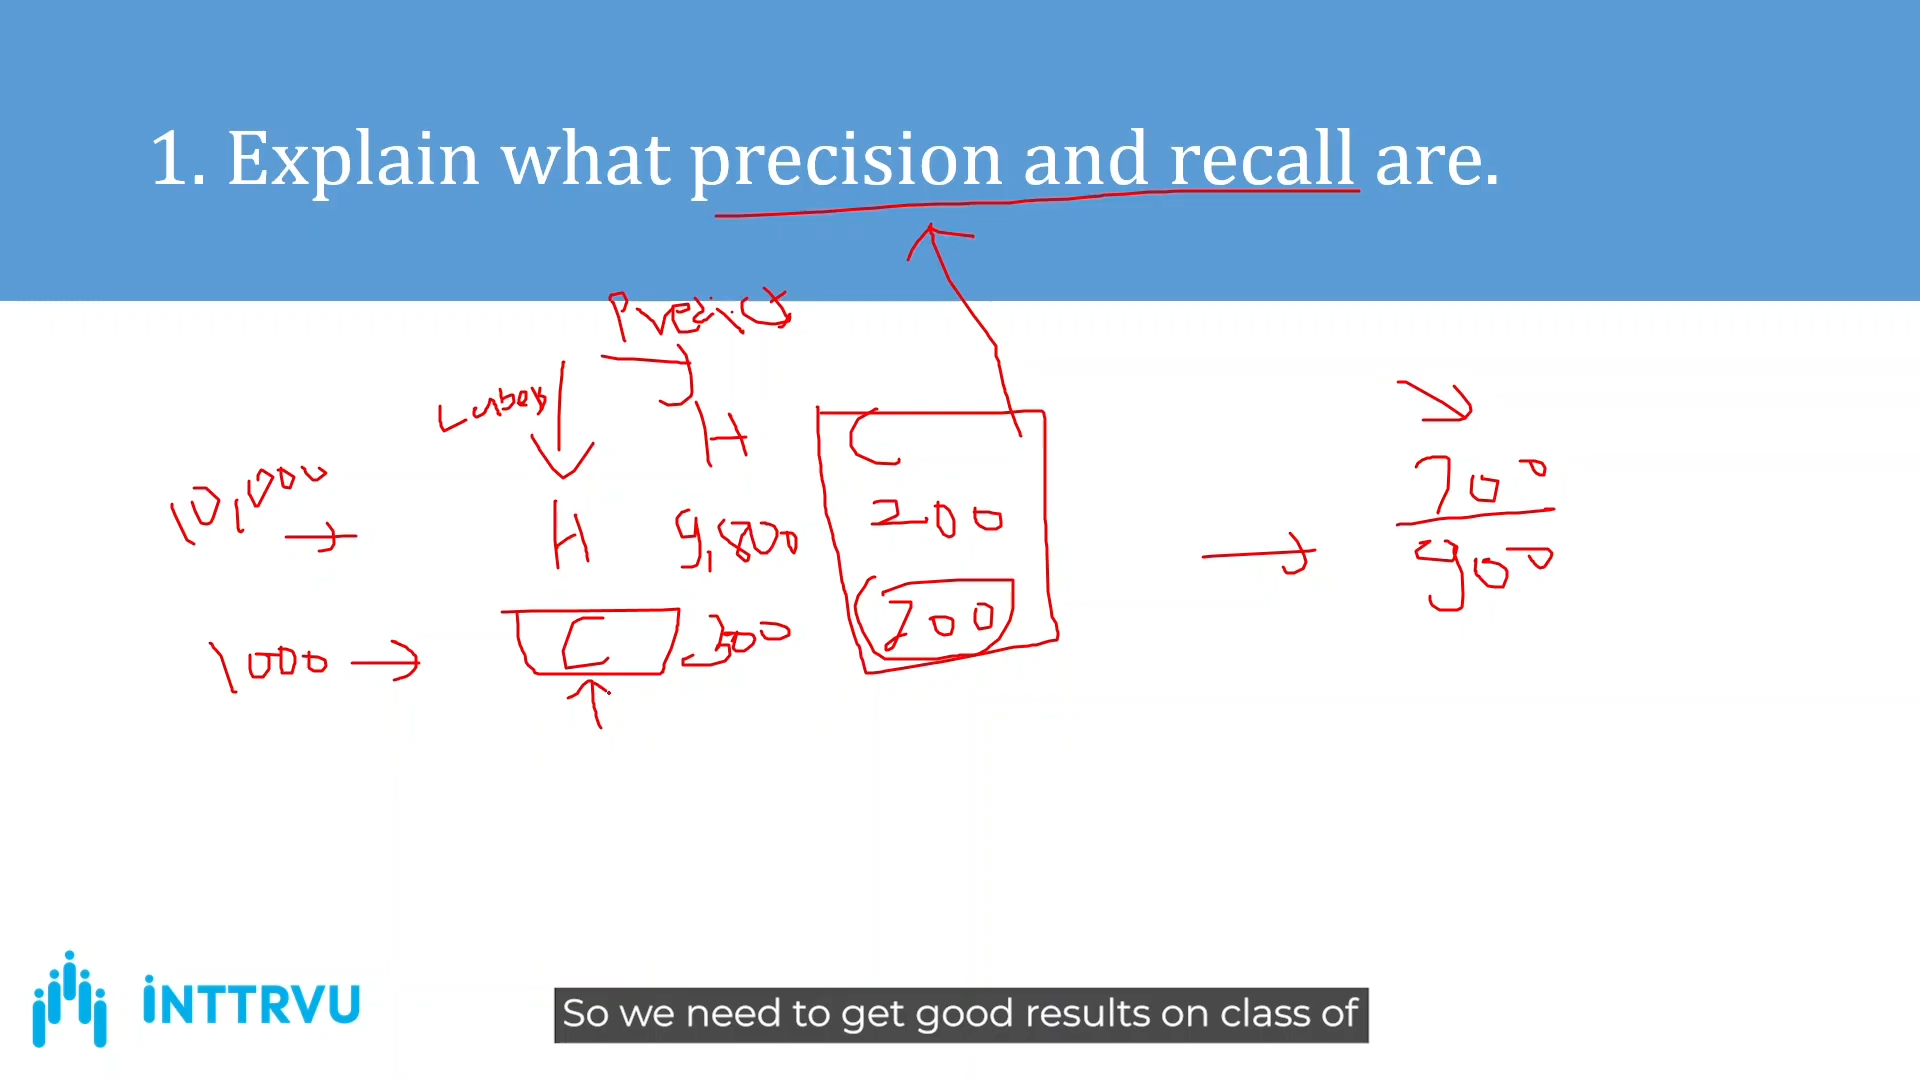 1. Explain what precision and recall are.
Predict
Labels
H C
10,000 → H 9,800 200 → 700
900
1000 → C 300 700
iNTTRVU
So we need to get good results on class of